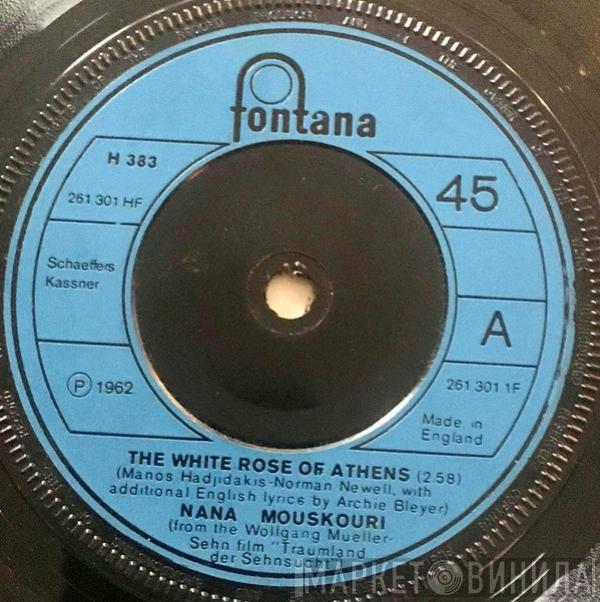 fontana
H 383
261 301 HF
Schaeffers
Kassner
℗ 1962
45
A
261 301 1F
Made in
England
THE WHITE ROSE OF ATHENS (2.58)
(Manos Hadjidakis-Norman Newell, with
additional English lyrics by Archie Bleyer)
NANA MOUSKOURI
(from the Wolfgang Mueller-
Sehn film "Traumland
der
МАРКЕТ ВИНИЛА